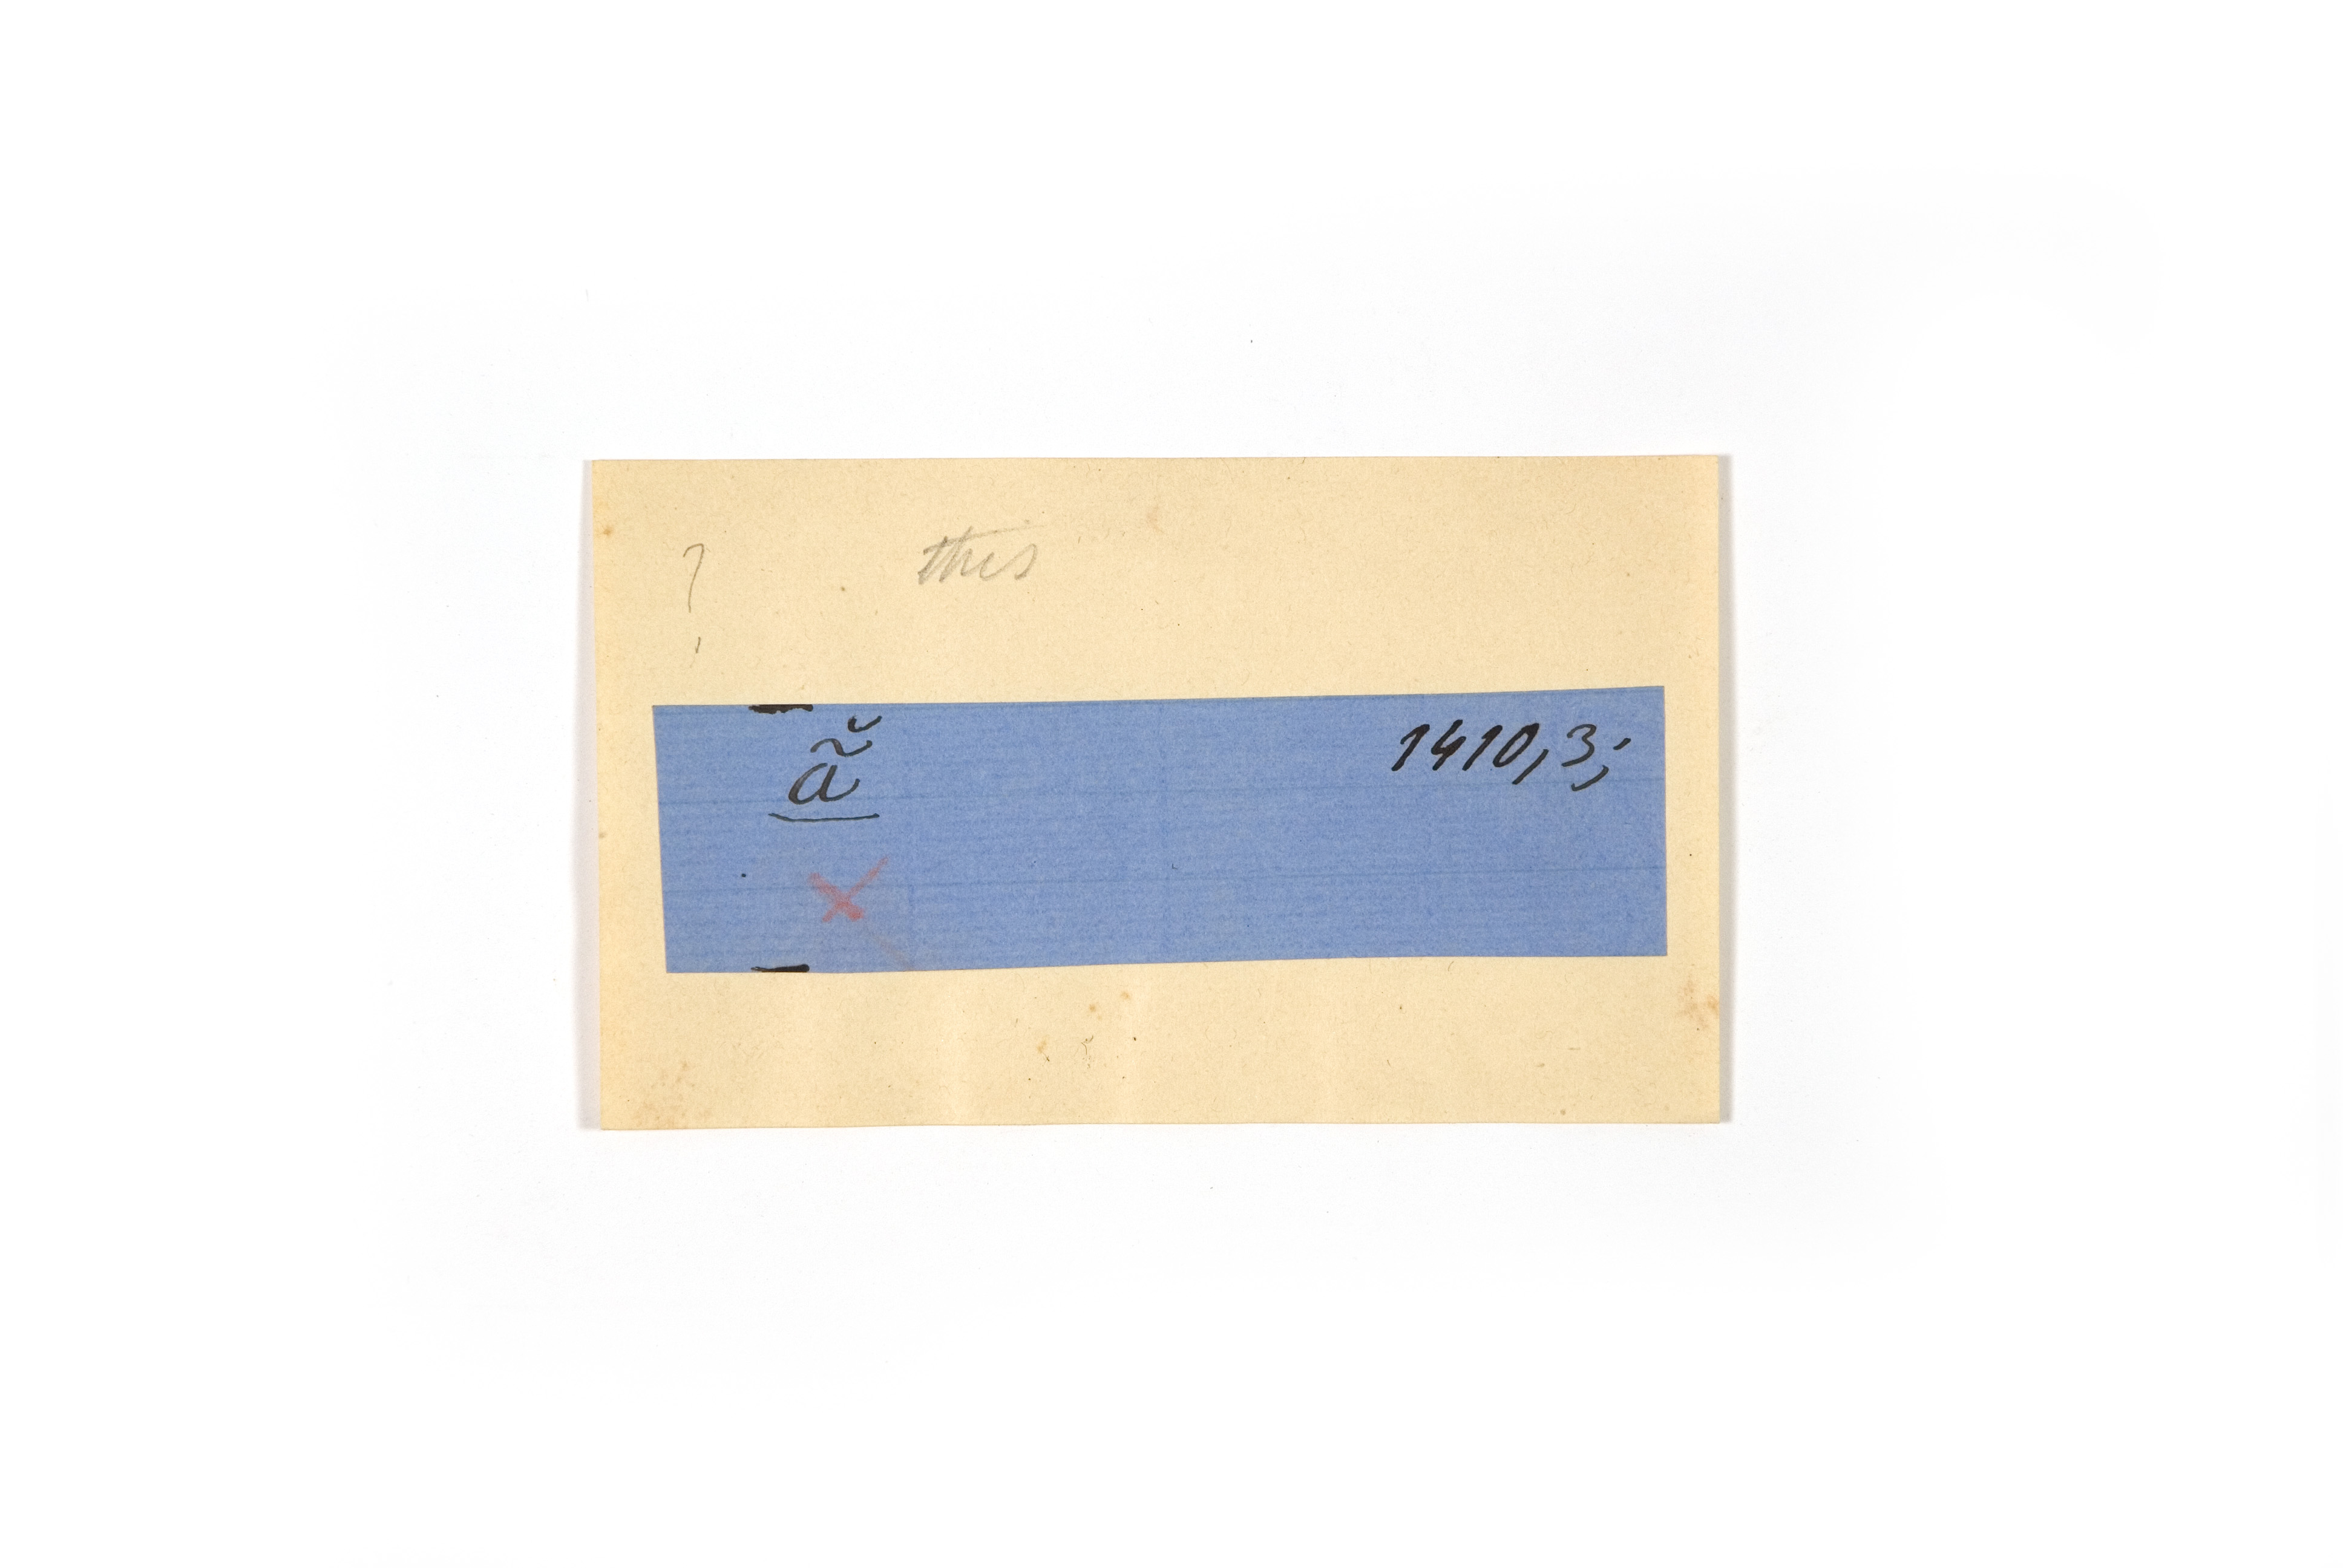 ? this
ã̆ 1410,3;